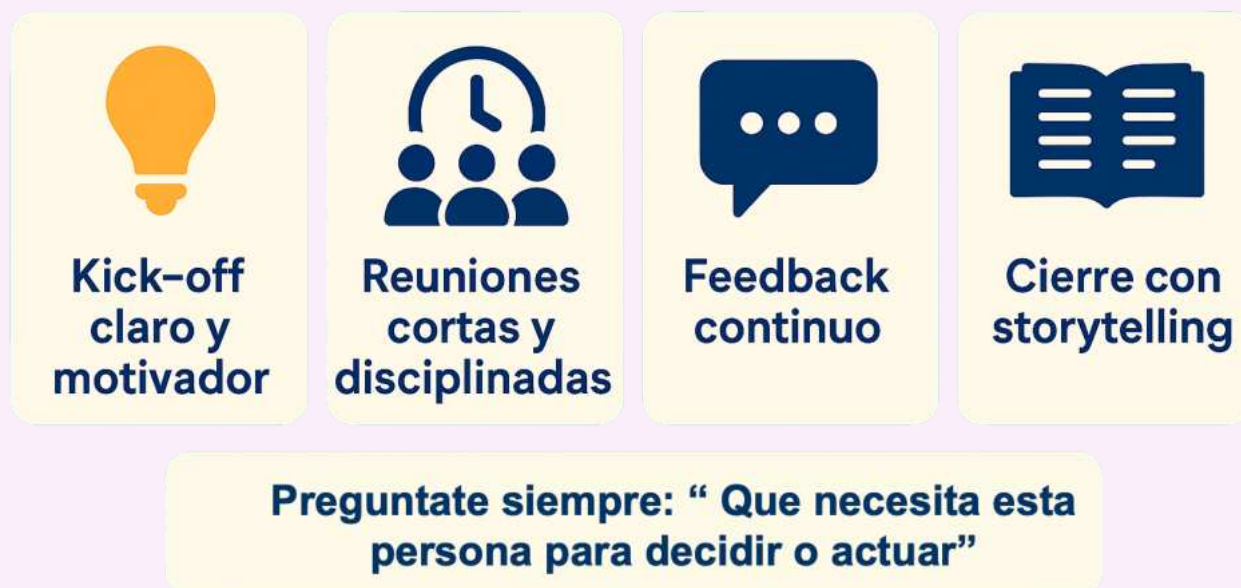 Kick-off
claro y
motivador
Reuniones
cortas y
disciplinadas
Feedback
continuo
Cierre con
storytelling
Preguntate siempre: “ Que necesita esta
persona para decidir o actuar”